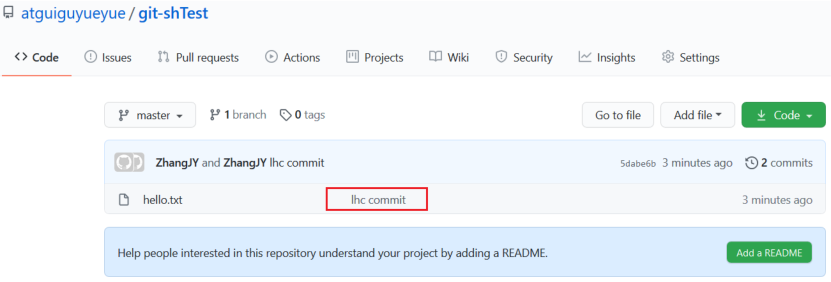 atguiguyueyue / git-shTest
Code Issues Pull requests Actions Projects Wiki Security Insights Settings
master 1 branch 0 tags Go to file Add file Code
ZhangJY and ZhangJY lhc commit 5dabe6b 3 minutes ago 2 commits
hello.txt lhc commit 3 minutes ago
Help people interested in this repository understand your project by adding a README. Add a README